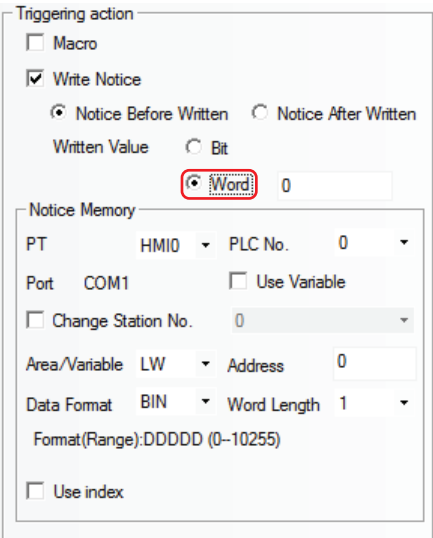 Triggering action
Macro
Write Notice
Notice Before Written Notice After Written
Written Value Bit
Word 0
Notice Memory
PT HMI0 PLC No. 0
Port COM1 Use Variable
Change Station No. 0
Area/Variable LW Address 0
Data Format BIN Word Length 1
Format(Range):DDDDD (0--10255)
Use index